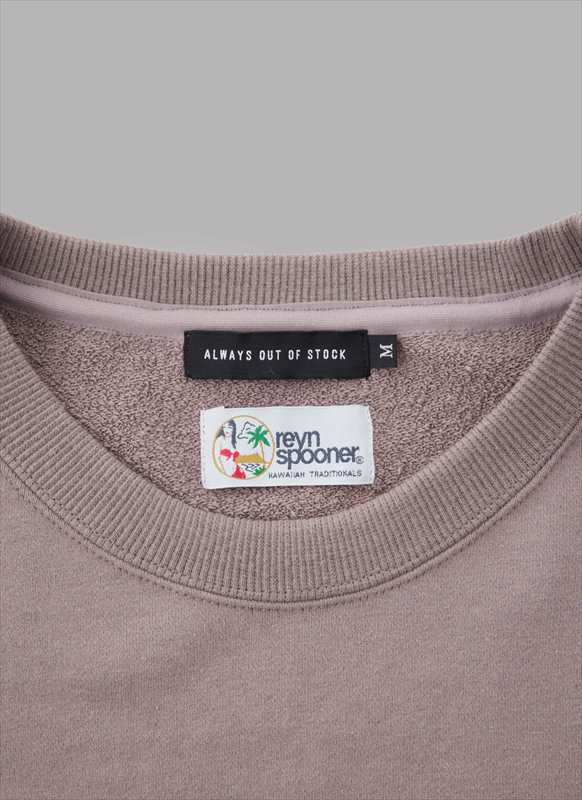 ALWAYS OUT OF STOCK
M
reyn
spooner®
HAWAIIAN TRADITIONALS